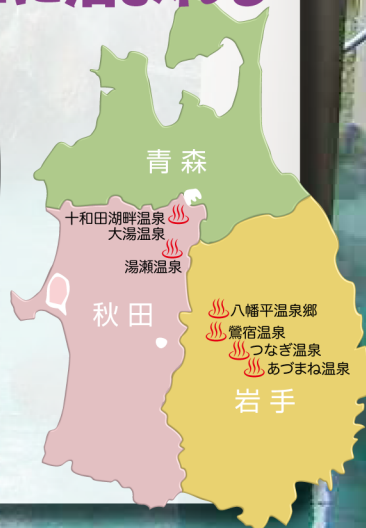 青森
十和田湖畔温泉
大湯温泉
湯瀬温泉
秋田
八幡平温泉郷
鶯宿温泉
つなぎ温泉
あづまね温泉
岩手